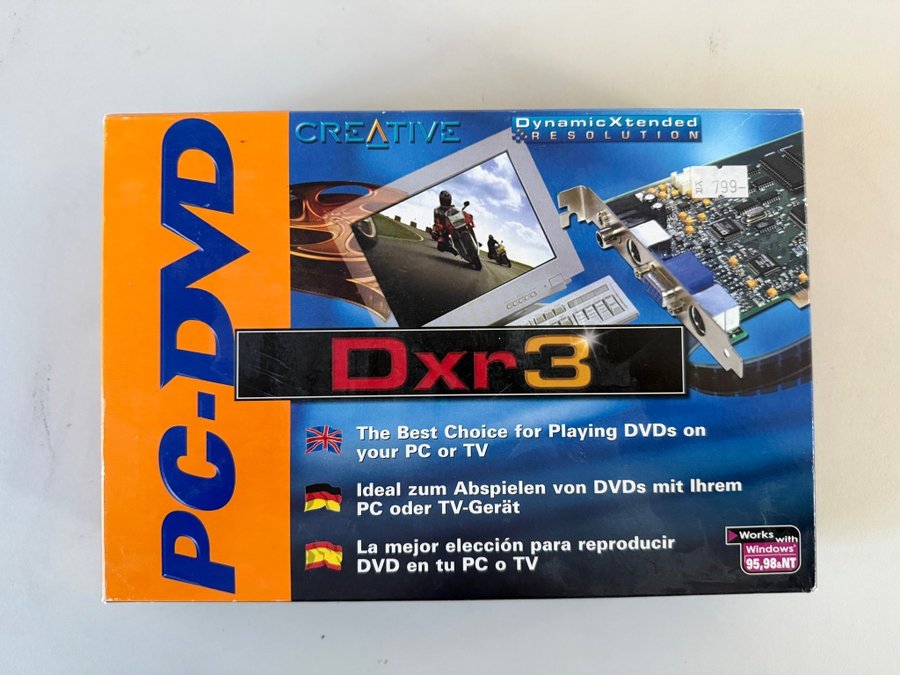 PC-DVD
CREATIVE
DynamicXtended
RESOLUTION
799-
Dxr3
The Best Choice for Playing DVDs on
your PC or TV
Ideal zum Abspielen von DVDs mit Ihrem
PC oder TV-Gerät
La mejor elección para reproducir
DVD en tu PC o TV
Works with
Windows®
95,98&NT